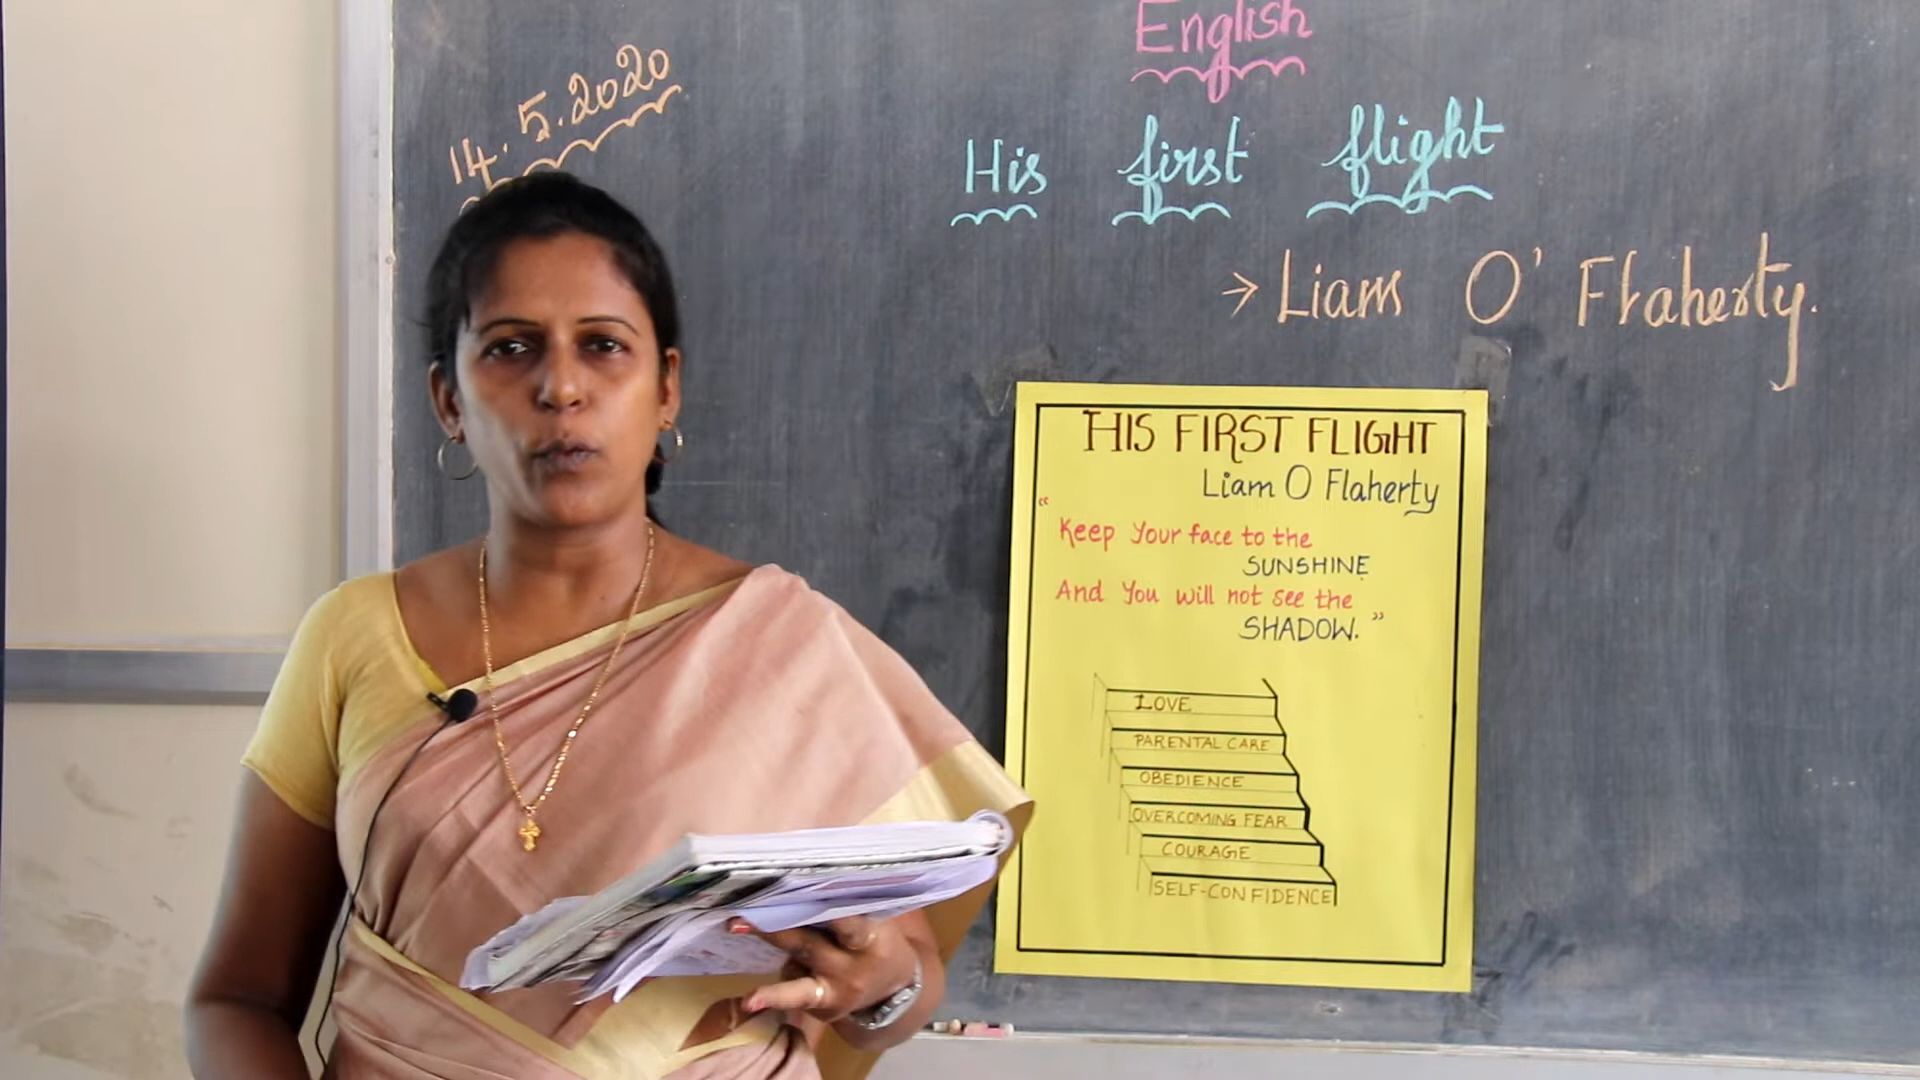 English
14.5.2020
His first flight
→ Liam O' Flaherty.
HIS FIRST FLIGHT
Liam O Flaherty
"Keep Your face to the
SUNSHINE
And You will not see the
SHADOW."
LOVE
PARENTAL CARE
OBEDIENCE
OVERCOMING FEAR
COURAGE
SELF-CONFIDENCE